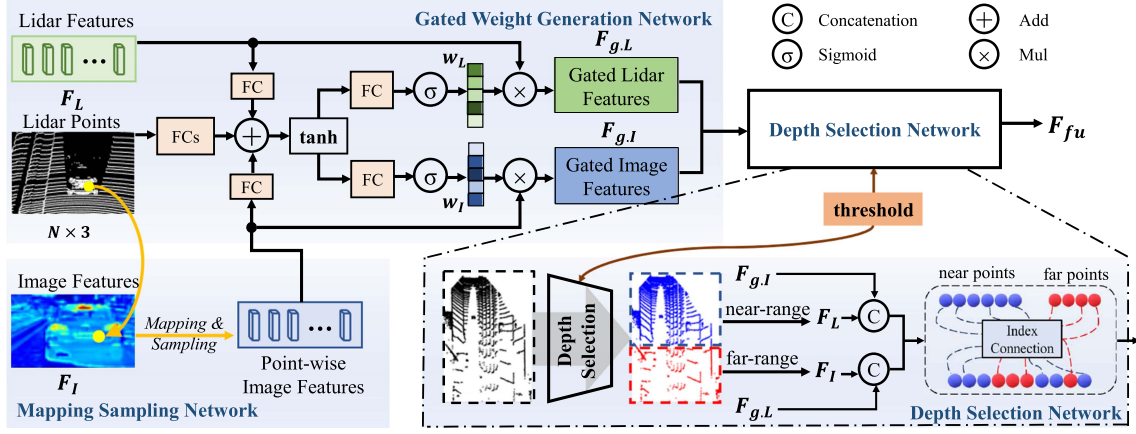 Gated Weight Generation Network
Lidar Features
F_L
Lidar Points
N × 3
FC
FCs
FC
+
tanh
FC
σ
w_L
×
F_g.L
Gated Lidar
Features
FC
σ
w_I
×
F_g.I
Gated Image
Features
C Concatenation
+ Add
σ Sigmoid
× Mul
Depth Selection Network
F_fu
threshold
Image Features
F_I
Mapping &
Sampling
Point-wise
Image Features
Mapping Sampling Network
Depth
Selection
F_g.I
near-range
F_L
C
far-range
F_I
C
F_g.L
near points
far points
Index
Connection
Depth Selection Network